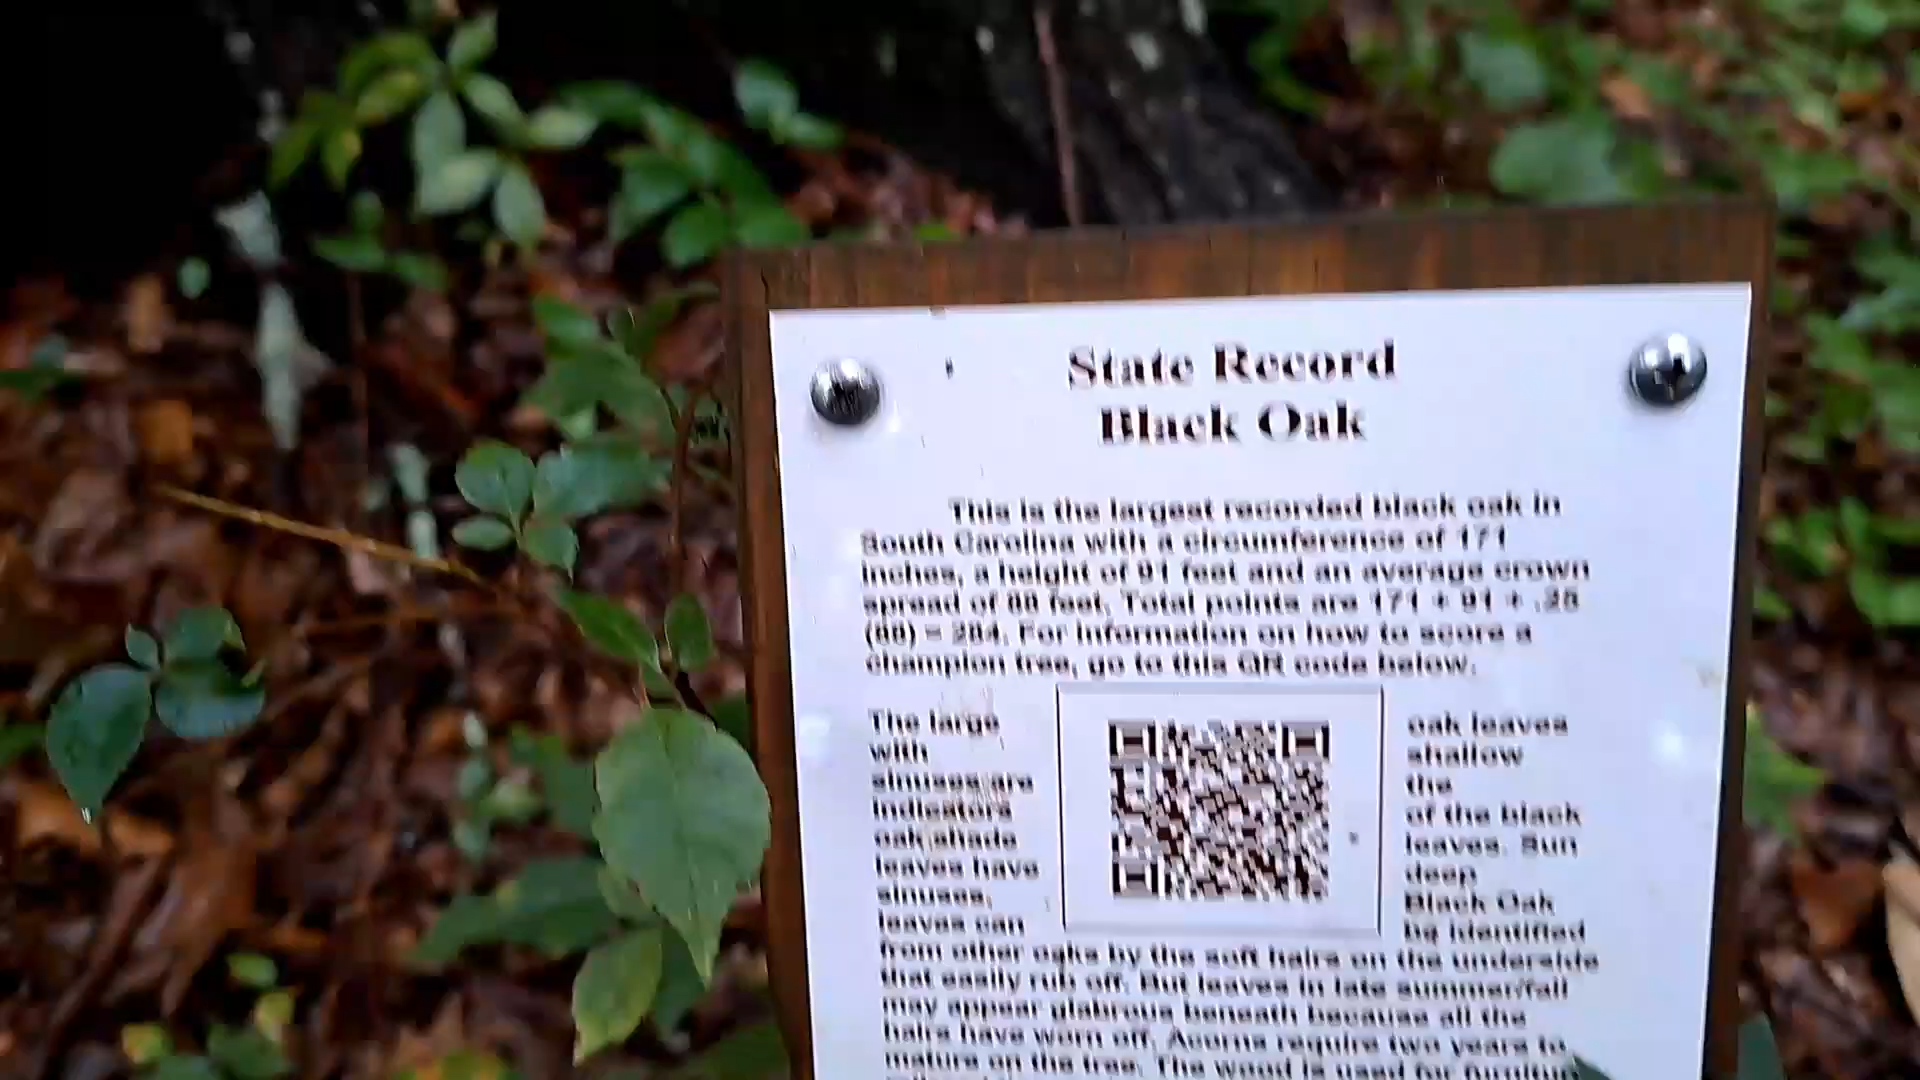 State Record
Black Oak
This is the largest recorded black oak in
South Carolina with a circumference of 171
inches, a height of 91 feet and an average crown
spread of 88 feet. Total points are 171 + 91 + .25
(88) = 284. For information on how to score a
champion tree, go to this QR code below.
The large oak leaves
with shallow
sinuses are the
indicators of the black
oak shade leaves. Sun
leaves have deep
sinuses. Black Oak
leaves can be identified
from other oaks by the soft hairs on the underside
that easily rub off. But leaves in late summer/fall
may appear glabrous beneath because all the
hairs have worn off. Acorns require two years to
mature on the tree. The wood is used for furniture